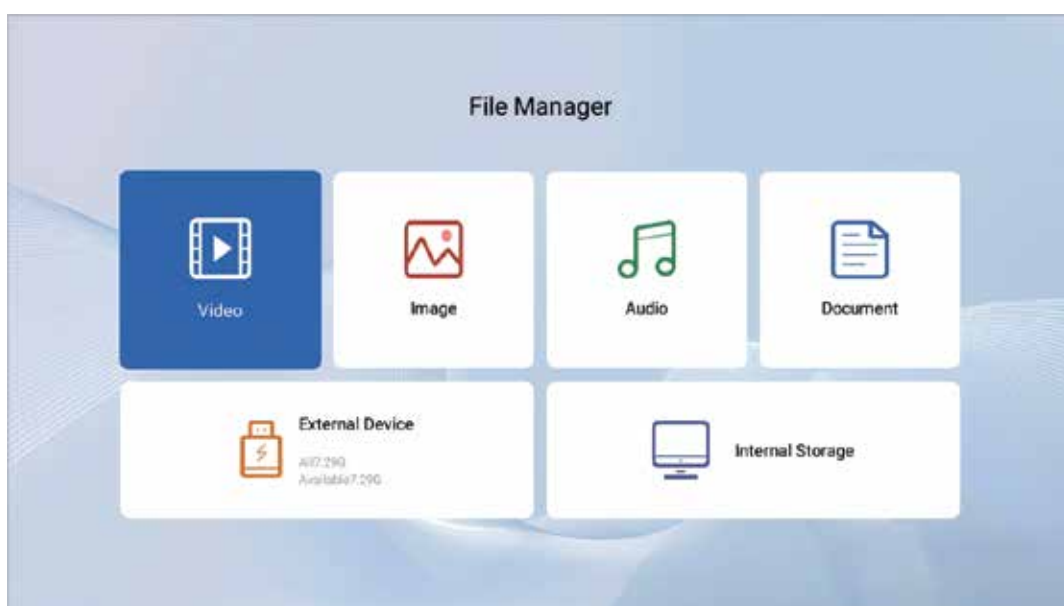 File Manager
Video
Image
Audio
Document
External Device
All7.29G
Available7.29G
Internal Storage